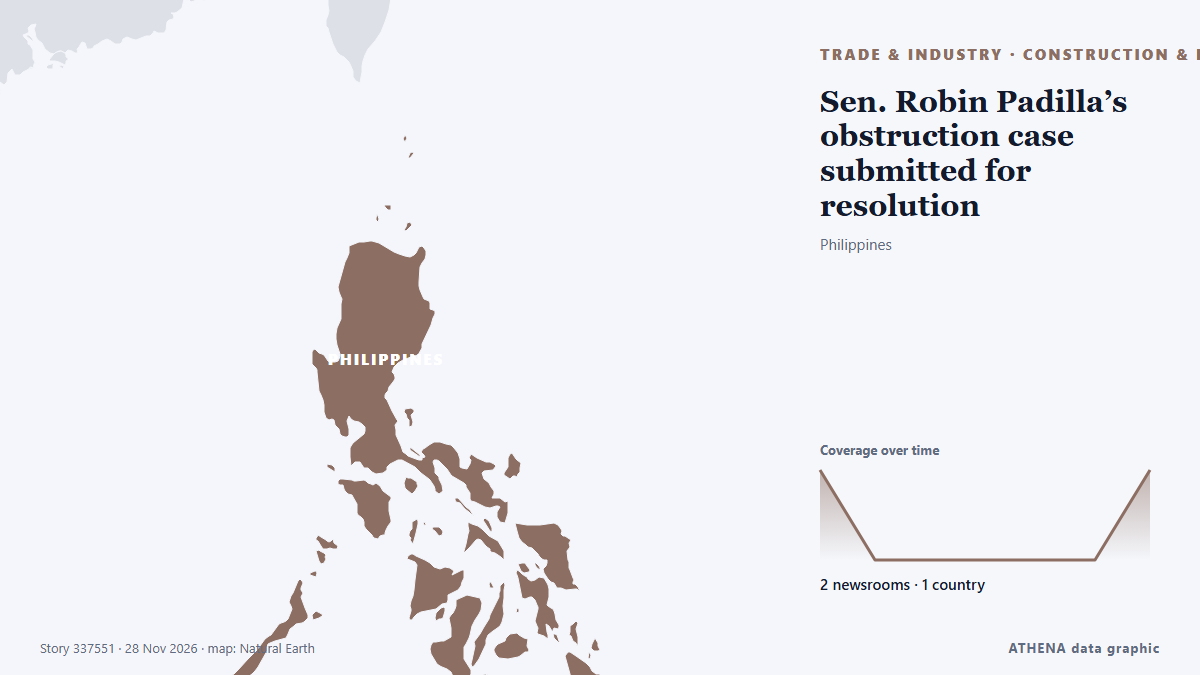 TRADE & INDUSTRY · CONSTRUCTION &
Sen. Robin Padilla’s
obstruction case
submitted for
resolution
Philippines
PHILIPPINES
Coverage over time
2 newsrooms · 1 country
Story 337551 · 28 Nov 2026 · map: Natural Earth
ATHENA data graphic